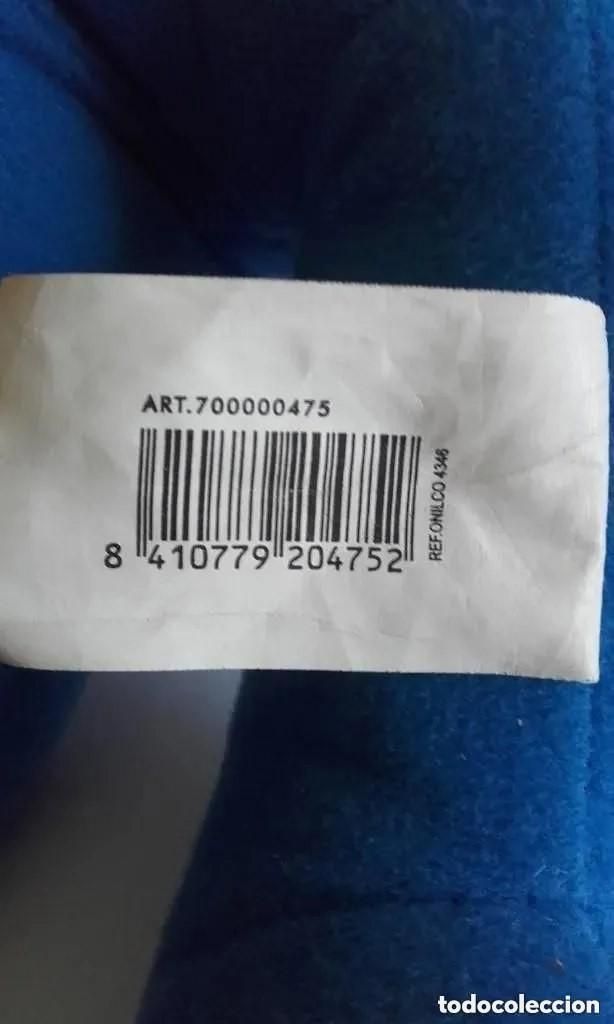 ART.700000475
REF.ONILCO 4346
8 410779 204752
todocoleccion